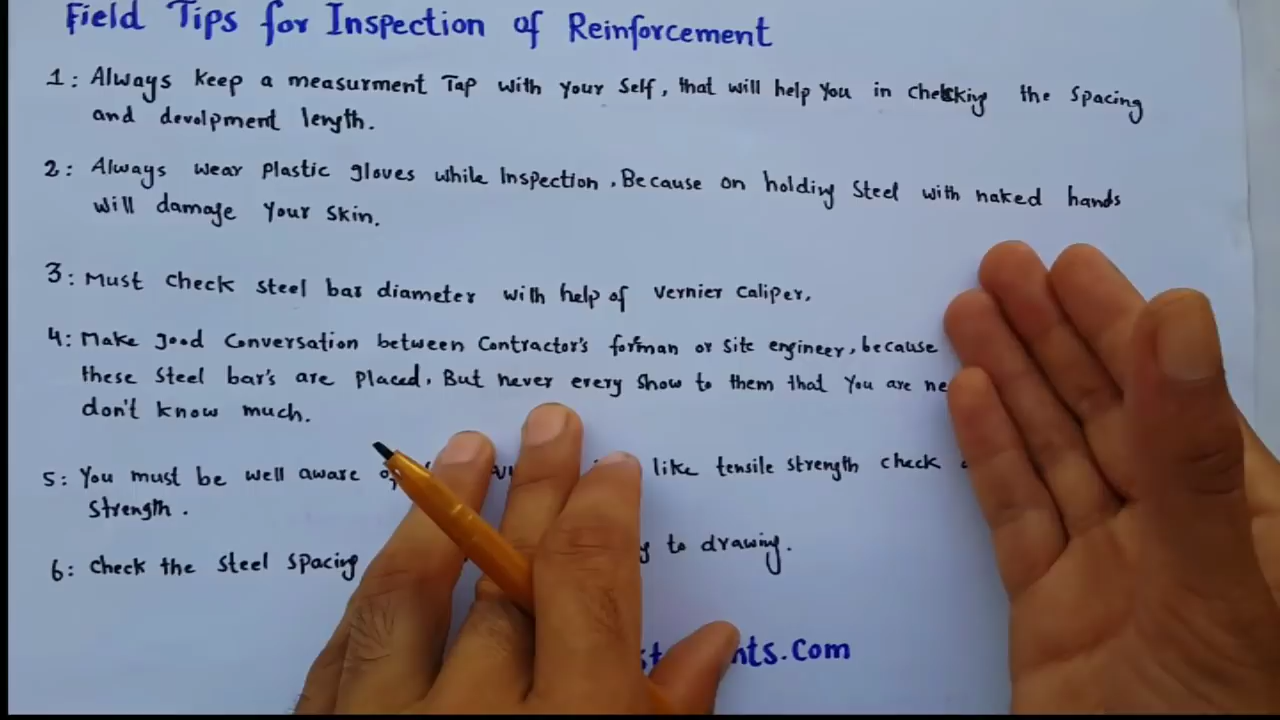 Field Tips for Inspection of Reinforcement
1: Always Keep a measurment Tap with Your Self, that will help You in checking the spacing
and devolpment length.
2: Always wear Plastic gloves while Inspection. Because on holding Steel with naked hands
will damage Your skin.
3: Must check steel bar diameter with help of Vernier Caliper.
4: Make good Conversation between Contractor's forman or Site engineer, because
these Steel bar's are Placed. But never every show to them that You are
don't know much.
5: You must be well aware like tensile strength check
Strength.
6: Check the Steel Spacing to drawing.
.Com